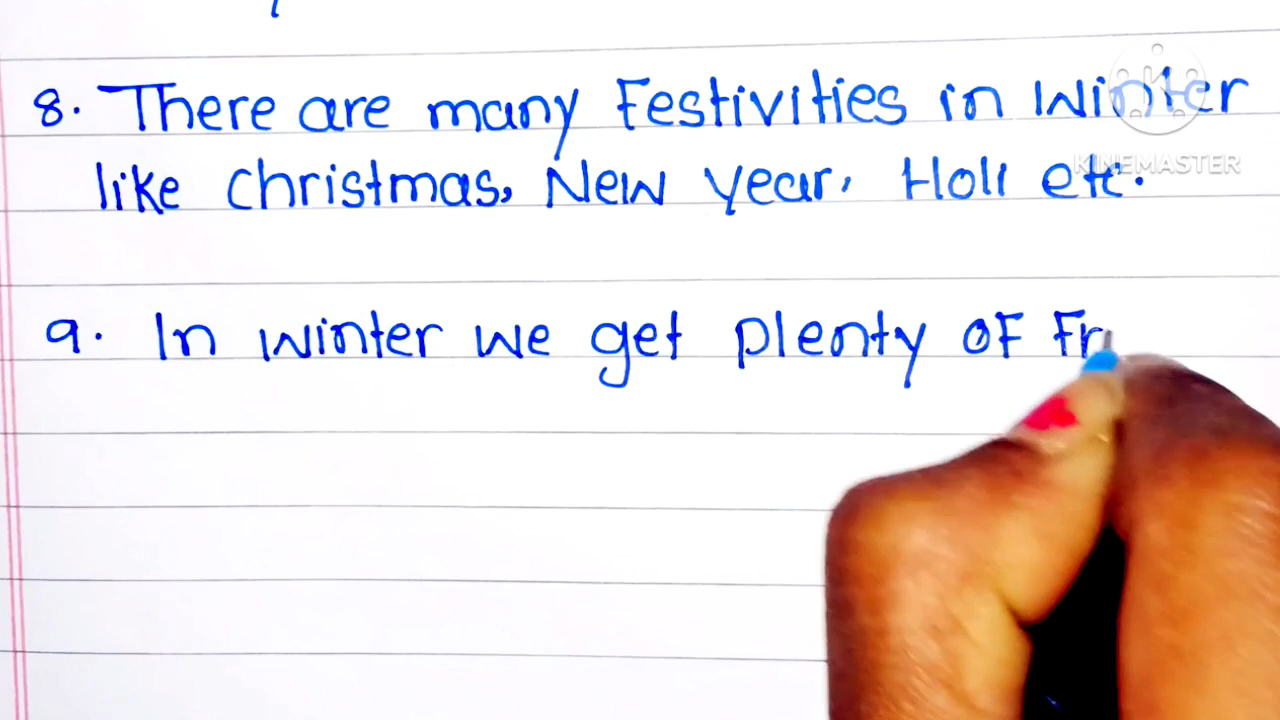 8. There are many Festivities in Winter
KINEMASTER
like christmas, New year, Holi etc.
9. In winter we get plenty of Fr